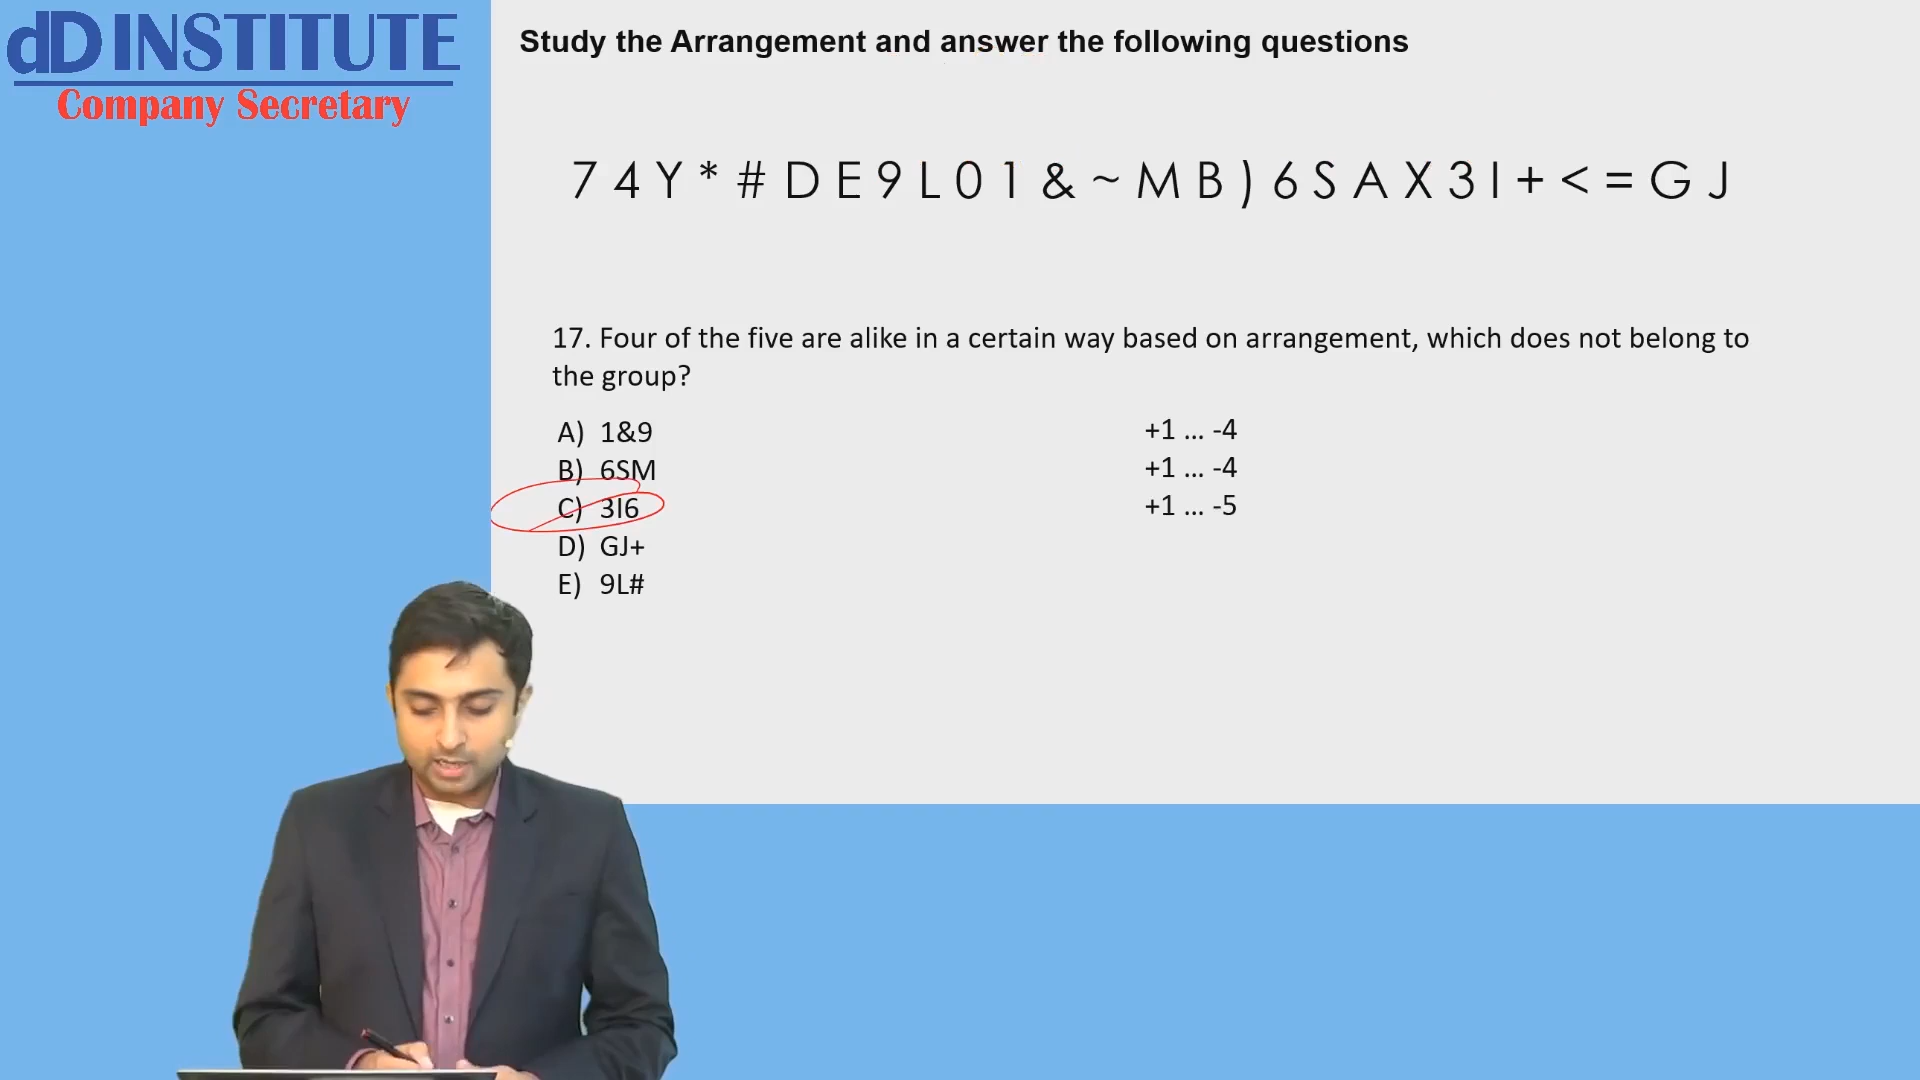 dD INSTITUTE
Company Secretary
Study the Arrangement and answer the following questions
7 4 Y * # D E 9 L 0 1 & ~ M B ) 6 S A X 3 I + < = G J
17. Four of the five are alike in a certain way based on arrangement, which does not belong to
the group?
A) 1&9 +1 ... -4
B) 6SM +1 ... -4
C) 3I6 +1 ... -5
D) GJ+
E) 9L#